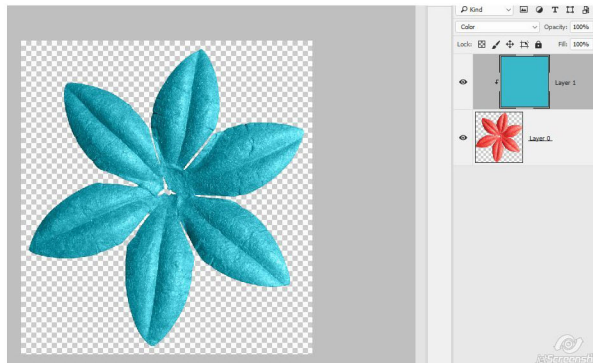 Kind
Color Opacity: 100%
Lock: Fill: 100%
Layer 1
Layer 0